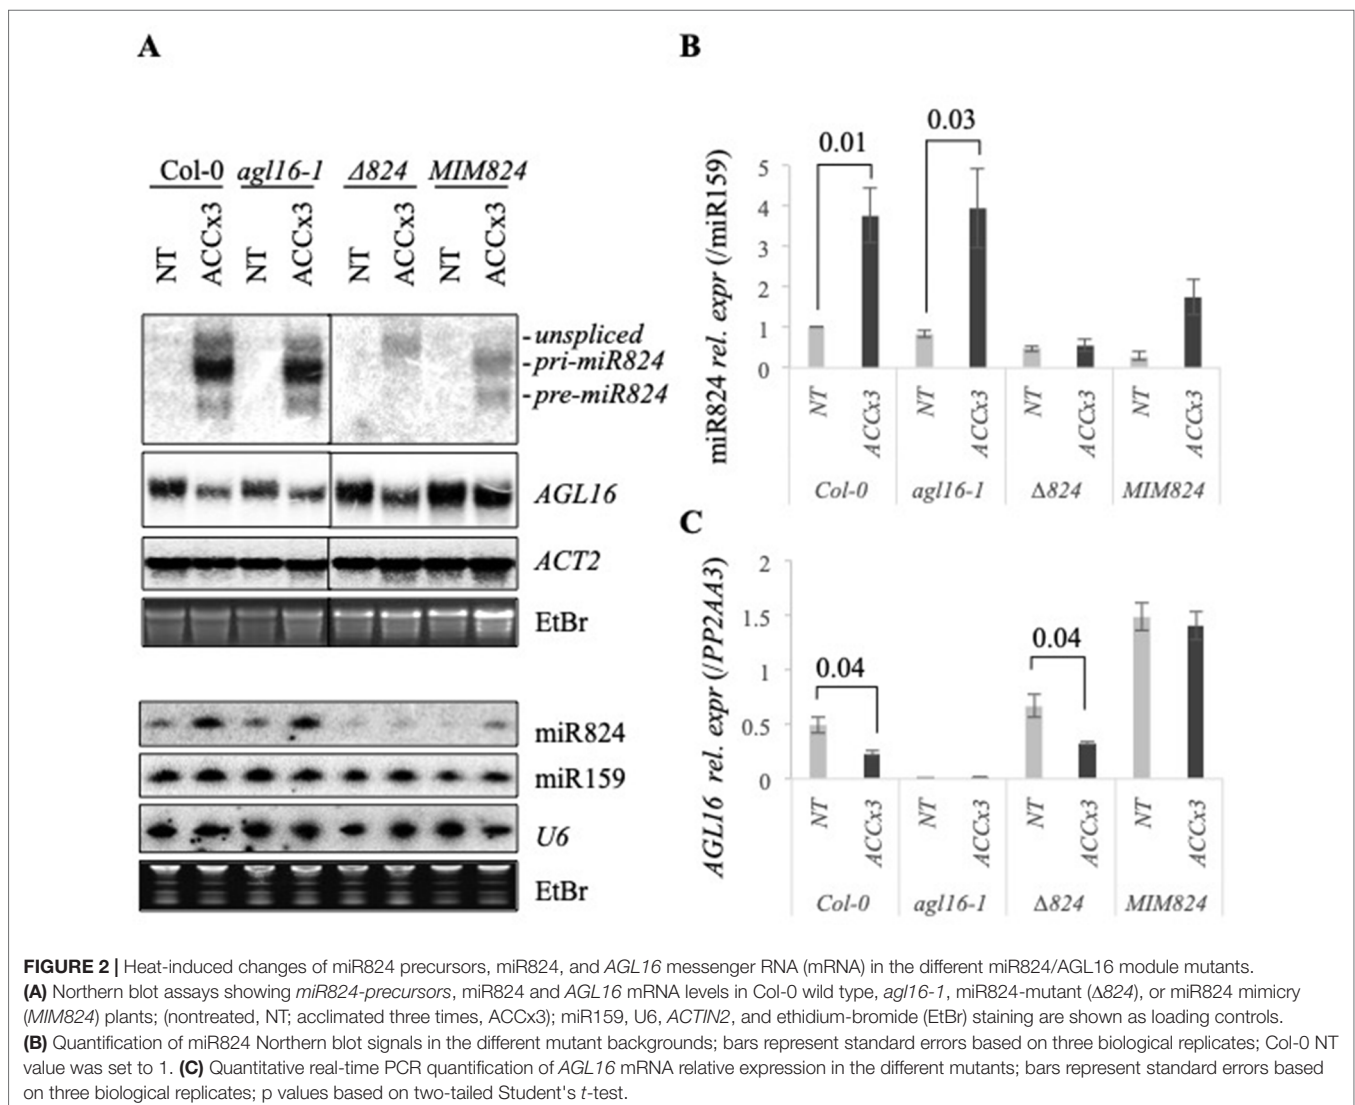 A
Col-0 agl16-1 Δ824 MIM824
NT ACCx3 NT ACCx3 NT ACCx3 NT ACCx3
-unspliced
-pri-miR824
-pre-miR824
AGL16
ACT2
EtBr
miR824
miR159
U6
EtBr
B
miR824 rel. expr (/miR159)
0.01
0.03
5
4
3
2
1
0
NT ACCx3 NT ACCx3 NT ACCx3 NT ACCx3
Col-0 agl16-1 Δ824 MIM824
C
AGL16 rel. expr (/PP2AA3)
2
1.5
1
0.5
0
0.04
0.04
NT ACCx3 NT ACCx3 NT ACCx3 NT ACCx3
Col-0 agl16-1 Δ824 MIM824
FIGURE 2 | Heat-induced changes of miR824 precursors, miR824, and AGL16 messenger RNA (mRNA) in the different miR824/AGL16 module mutants.
(A) Northern blot assays showing miR824-precursors, miR824 and AGL16 mRNA levels in Col-0 wild type, agl16-1, miR824-mutant (Δ824), or miR824 mimicry
(MIM824) plants; (nontreated, NT; acclimated three times, ACCx3); miR159, U6, ACTIN2, and ethidium-bromide (EtBr) staining are shown as loading controls.
(B) Quantification of miR824 Northern blot signals in the different mutant backgrounds; bars represent standard errors based on three biological replicates; Col-0 NT
value was set to 1. (C) Quantitative real-time PCR quantification of AGL16 mRNA relative expression in the different mutants; bars represent standard errors based
on three biological replicates; p values based on two-tailed Student's t-test.